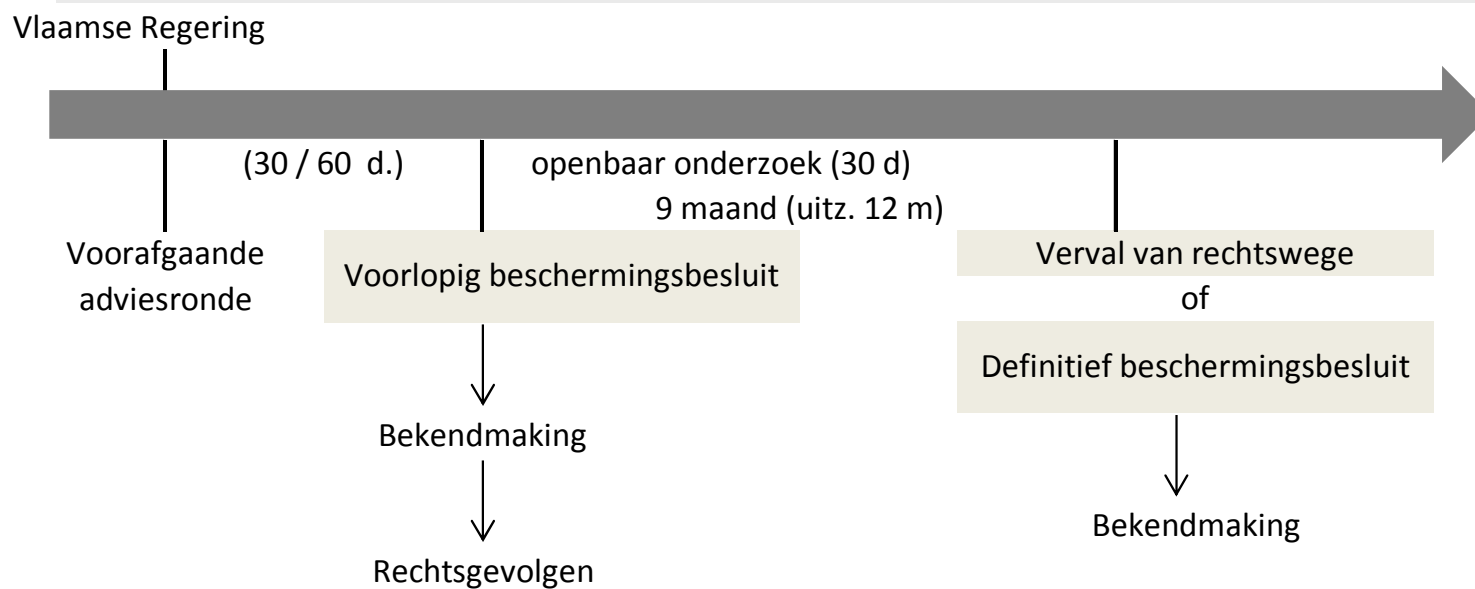 Vlaamse Regering
(30 / 60 d.)
openbaar onderzoek (30 d)
9 maand (uitz. 12 m)
Voorafgaande
adviesronde
Voorlopig beschermingsbesluit
Verval van rechtswege
of
Definitief beschermingsbesluit
Bekendmaking
Rechtsgevolgen
Bekendmaking